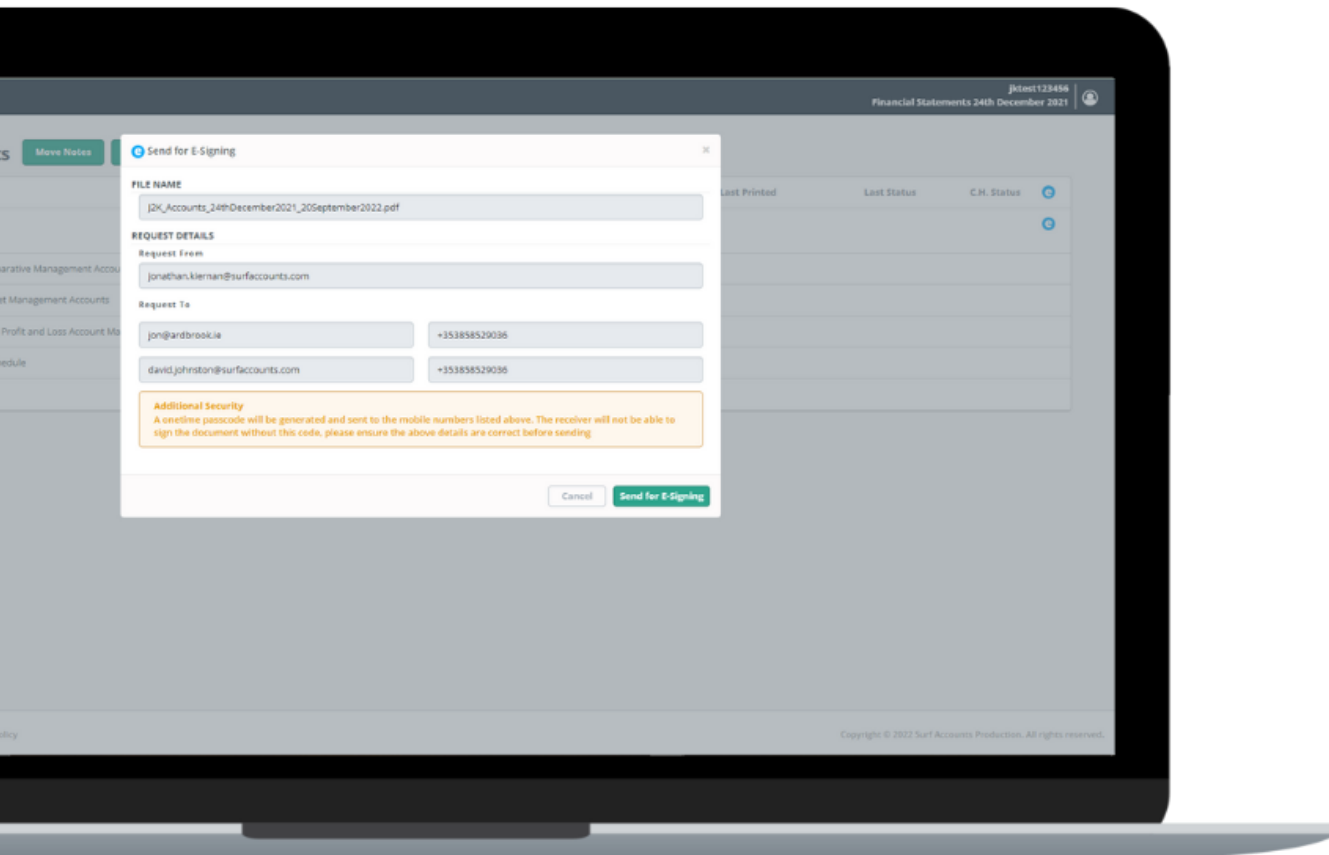 jktest123456
Financial Statements 24th December 2021
Move Notes
Send for E-Signing
×
Last Printed
Last Status
C.H. Status
FILE NAME
J2K_Accounts_24thDecember2021_20September2022.pdf
REQUEST DETAILS
Request From
jonathan.kiernan@surfaccounts.com
Request To
jon@ardbrook.ie
+353858529036
david.johnston@surfaccounts.com
+353858529036
Additional Security
A onetime passcode will be generated and sent to the mobile numbers listed above. The receiver will not be able to
sign the document without this code, please ensure the above details are correct before sending
Cancel
Send for E-Signing
arative Management Accou
et Management Accounts
Profit and Loss Account Ma
edule
olicy
Copyright © 2022 Surf Accounts Production. All rights reserved.